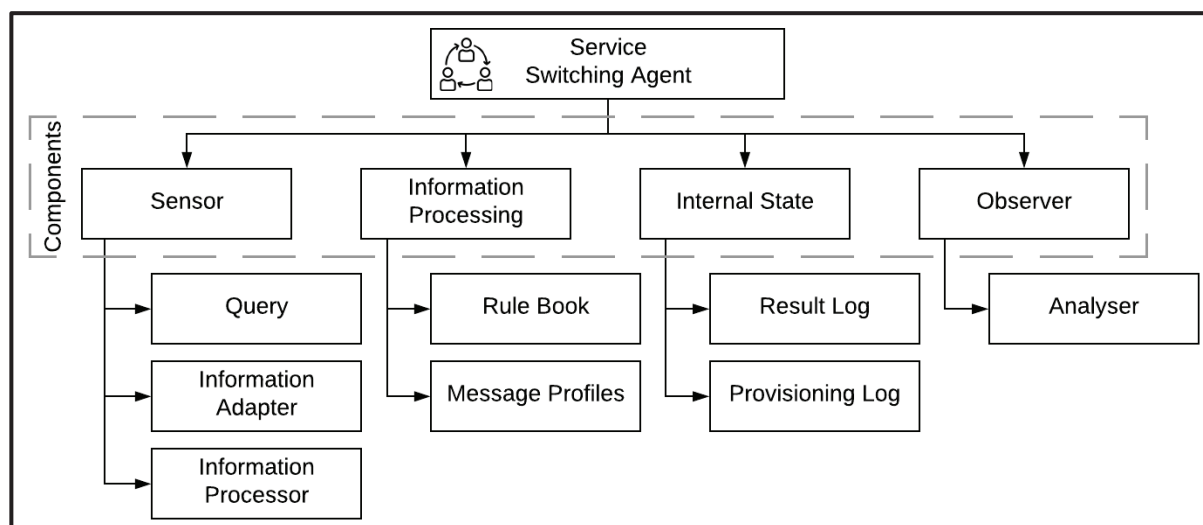 Service
Switching Agent
Components
Sensor
Information
Processing
Internal State
Observer
Query
Rule Book
Result Log
Analyser
Information
Adapter
Message Profiles
Provisioning Log
Information
Processor